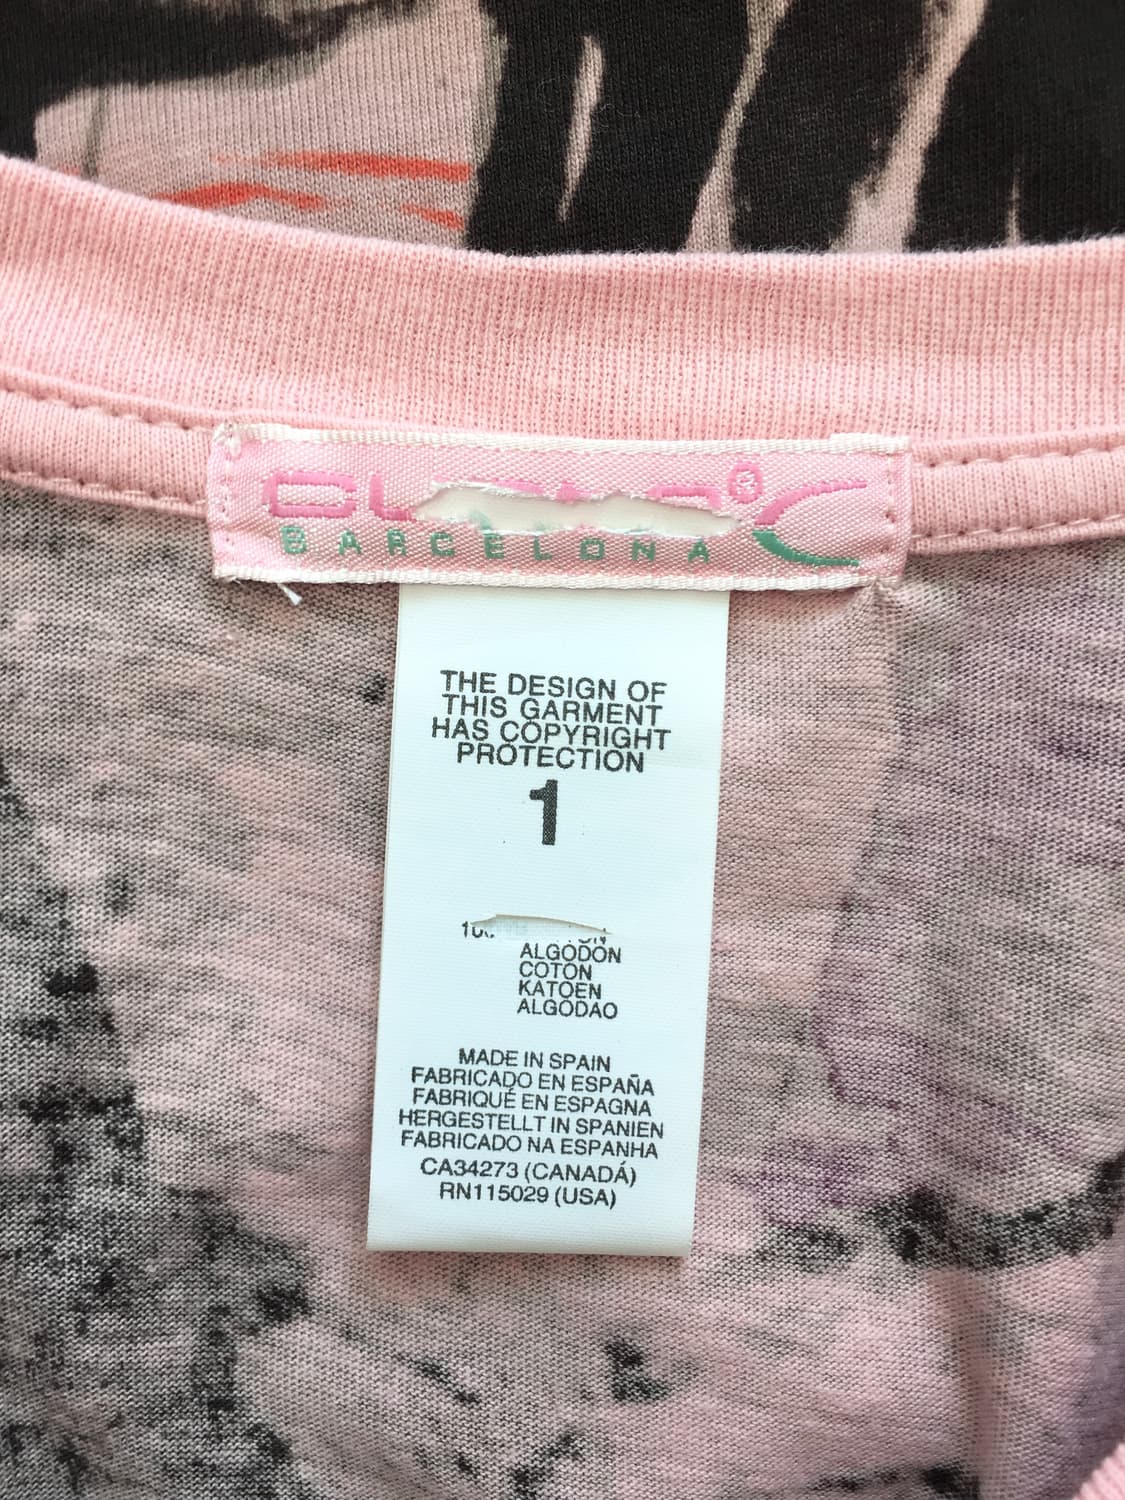 BARCELONA
THE DESIGN OF
THIS GARMENT
HAS COPYRIGHT
PROTECTION
1
ALGODÓN
COTON
KATOEN
ALGODAO
MADE IN SPAIN
FABRICADO EN ESPAÑA
FABRIQUÉ EN ESPAGNA
HERGESTELLT IN SPANIEN
FABRICADO NA ESPANHA
CA34273 (CANADÁ)
RN115029 (USA)